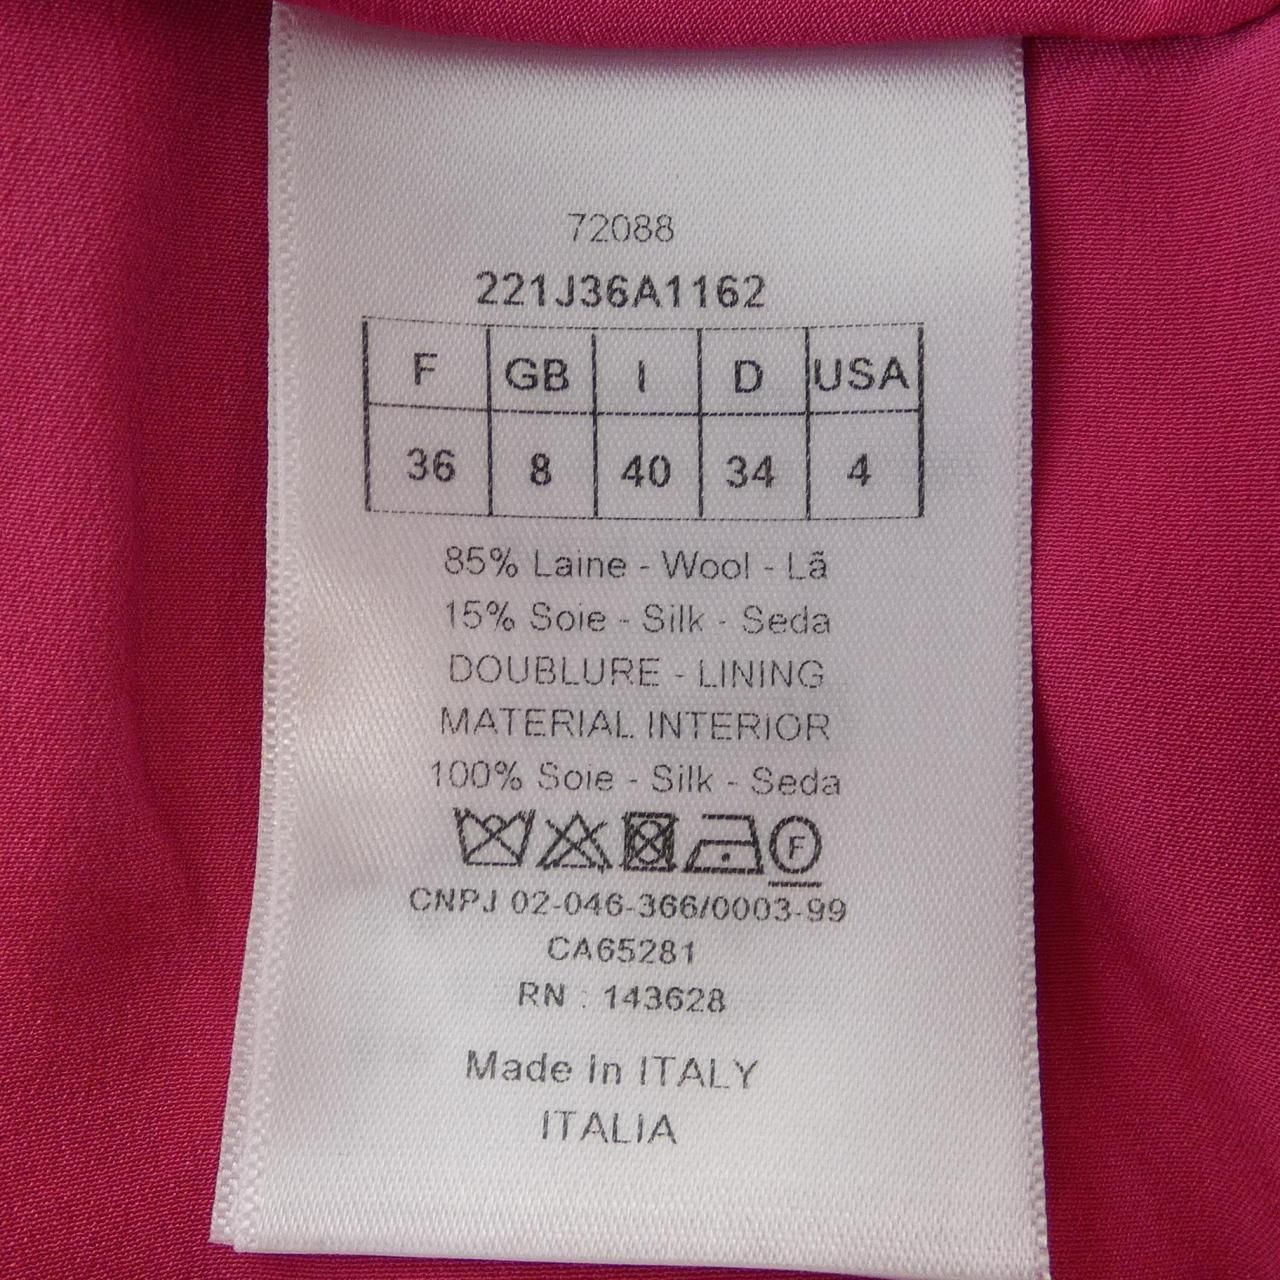 72088
221J36A1162
F GB I D USA
36 8 40 34 4
85% Laine - Wool - Lã
15% Soie - Silk - Seda
DOUBLURE - LINING
MATERIAL INTERIOR
100% Soie - Silk - Seda
F
CNPJ 02-046-366/0003-99
CA65281
RN : 143628
Made in ITALY
ITALIA